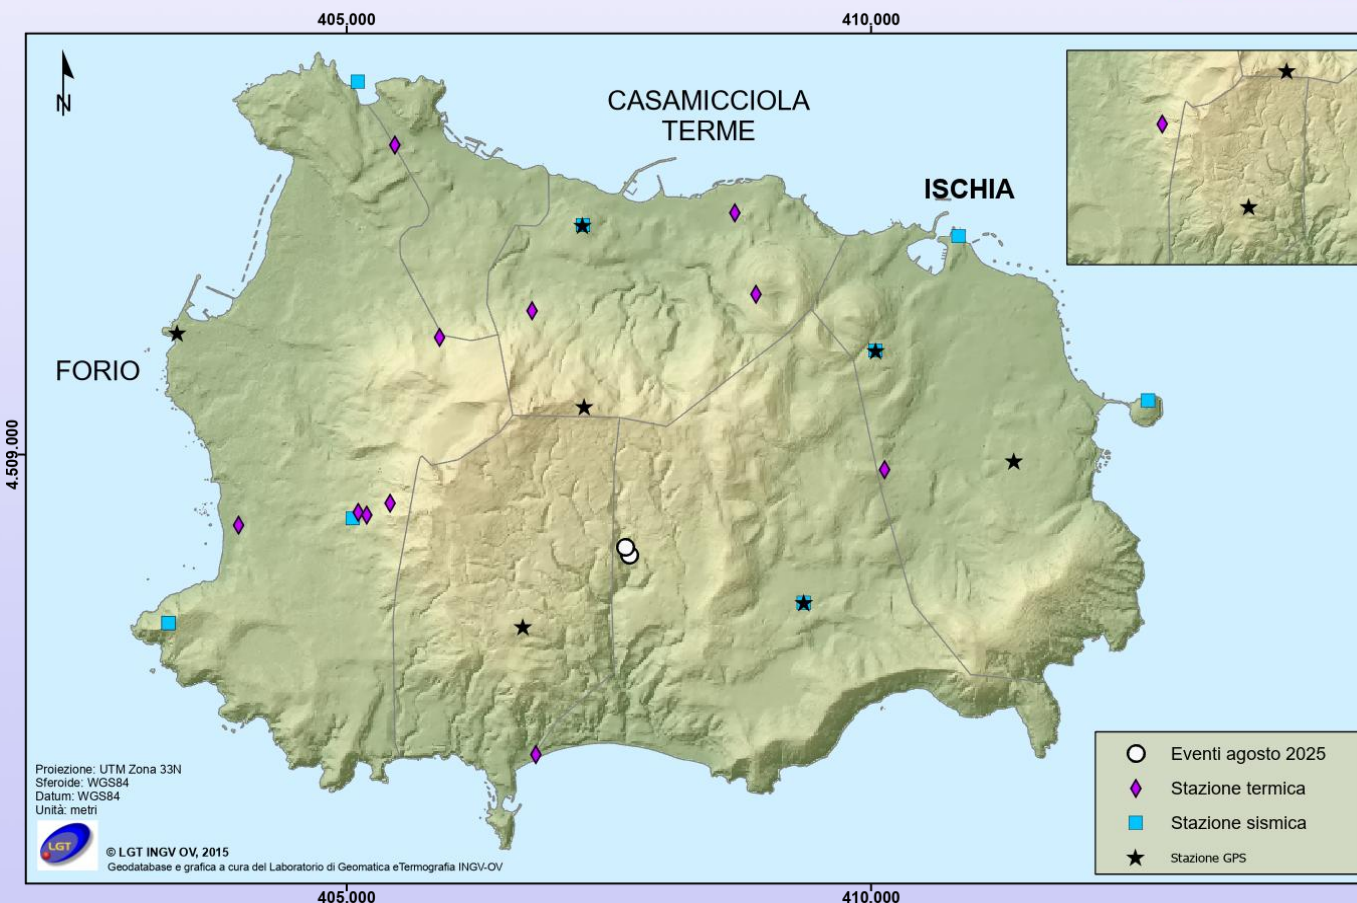 405.000
410.000
N
CASAMICCIOLA
TERME
ISCHIA
FORIO
4.509.000
Proiezione: UTM Zona 33N
Sferoide: WGS84
Datum: WGS84
Unità: metri
LGT
© LGT INGV OV, 2015
Geodatabase e grafica a cura del Laboratorio di Geomatica eTermografia INGV-OV
Eventi agosto 2025
Stazione termica
Stazione sismica
Stazione GPS
405.000
410.000